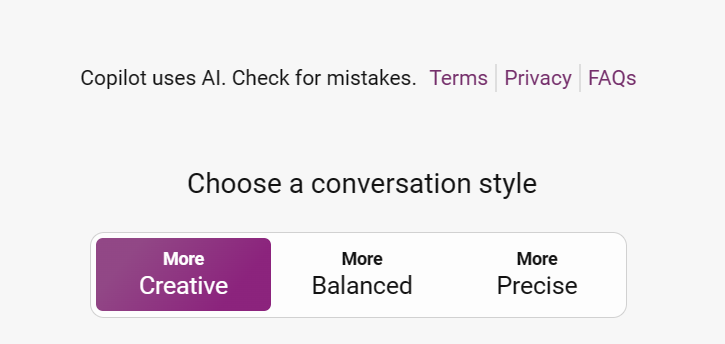 Copilot uses AI. Check for mistakes. Terms Privacy FAQs
Choose a conversation style
More More More
Creative Balanced Precise